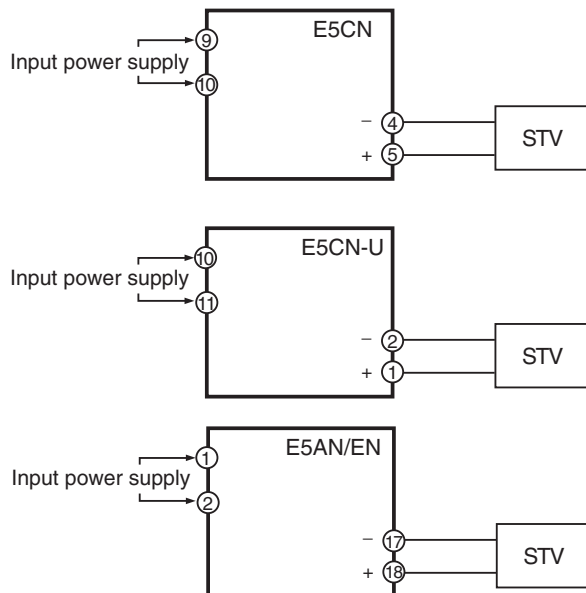 E5CN
9
Input power supply
10
− 4
STV
+ 5
E5CN-U
10
Input power supply
11
− 2
STV
+ 1
E5AN/EN
1
Input power supply
2
− 17
STV
+ 18